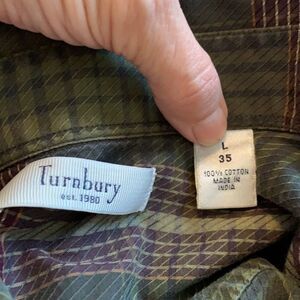 Turnbury
est. 1980
L
35
100% COTTON
MADE IN
INDIA